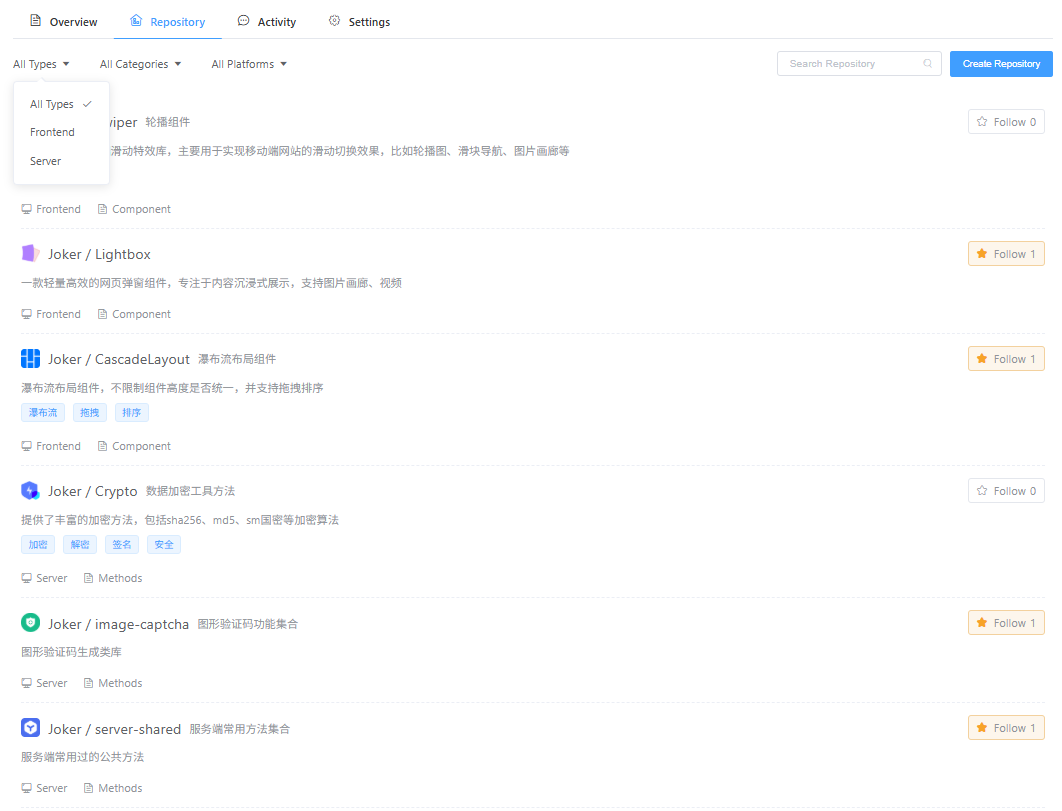 Overview Repository Activity Settings
All Types All Categories All Platforms Search Repository Create Repository
All Types
Frontend
Server
轮播组件 Follow 0
滑动特效库，主要用于实现移动端网站的滑动切换效果，比如轮播图、滑块导航、图片画廊等
Frontend Component
Joker / Lightbox Follow 1
一款轻量高效的网页弹窗组件，专注于内容沉浸式展示，支持图片画廊、视频
Frontend Component
Joker / CascadeLayout 瀑布流布局组件 Follow 1
瀑布流布局组件，不限制组件高度是否统一，并支持拖拽排序
瀑布流 拖拽 排序
Frontend Component
Joker / Crypto 数据加密工具方法 Follow 0
提供了丰富的加密方法，包括sha256、md5、sm国密等加密算法
加密 解密 签名 安全
Server Methods
Joker / image-captcha 图形验证码功能集合 Follow 1
图形验证码生成类库
Server Methods
Joker / server-shared 服务端常用方法集合 Follow 1
服务端常用过的公共方法
Server Methods